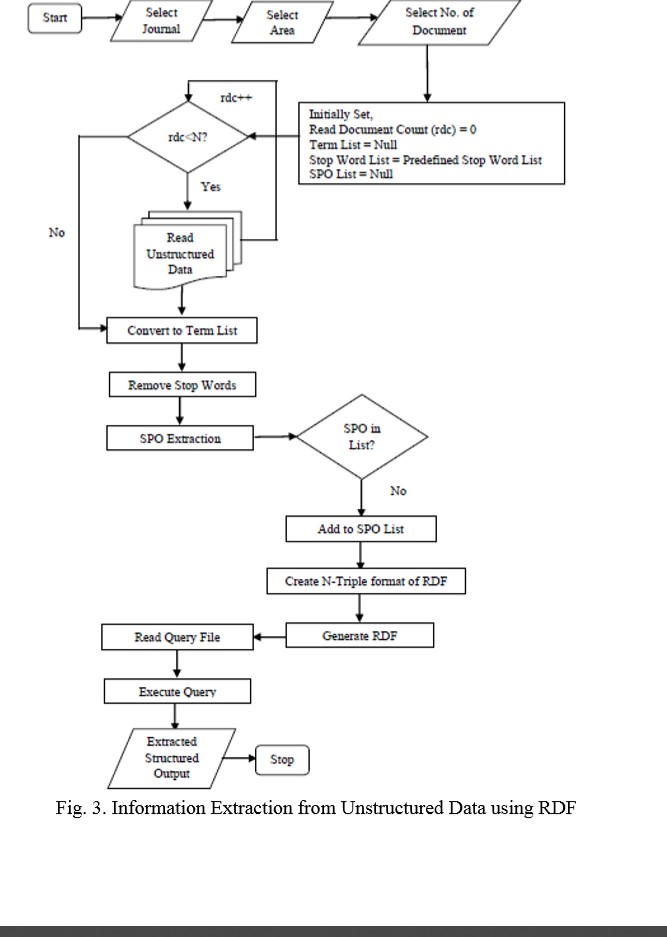 Start
Select
Journal
Select
Area
Select No. of
Document
Initially Set,
Read Document Count (rdc) = 0
Term List = Null
Stop Word List = Predefined Stop Word List
SPO List = Null
rdc++
rdc<N?
Yes
No
Read
Unstructured
Data
Convert to Term List
Remove Stop Words
SPO Extraction
SPO in
List?
No
Add to SPO List
Create N-Triple format of RDF
Generate RDF
Read Query File
Execute Query
Extracted
Structured
Output
Stop
Fig. 3. Information Extraction from Unstructured Data using RDF